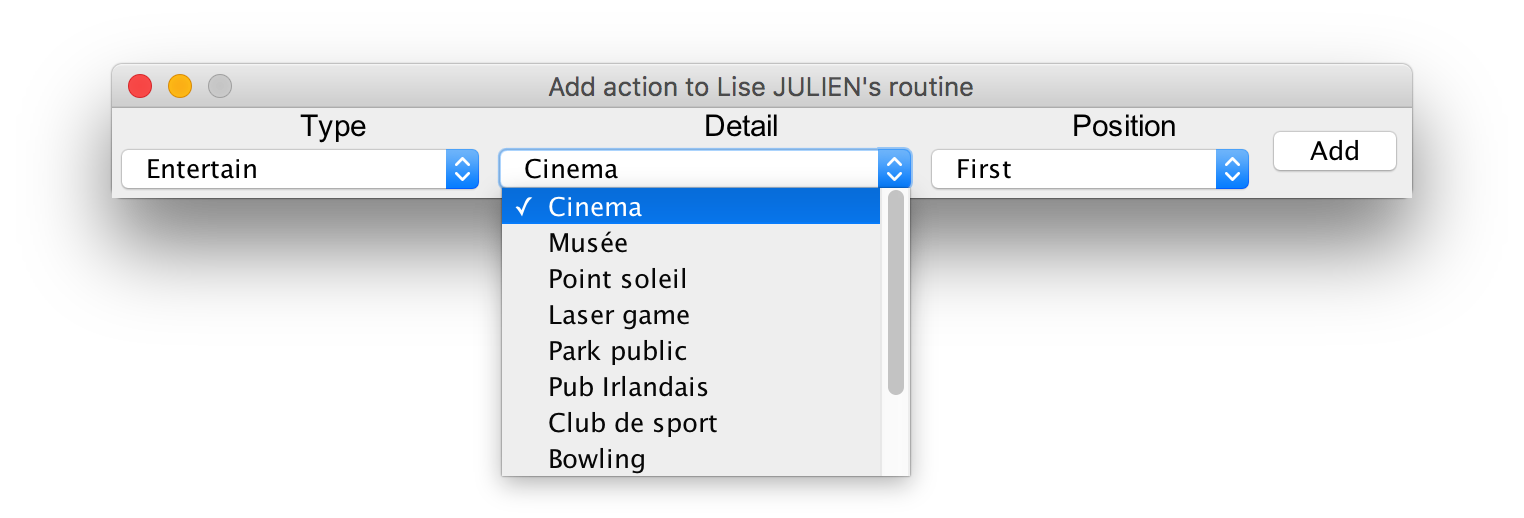 Add action to Lise JULIEN's routine
Type Detail Position
Entertain Cinema First Add
✓ Cinema
Musée
Point soleil
Laser game
Park public
Pub Irlandais
Club de sport
Bowling